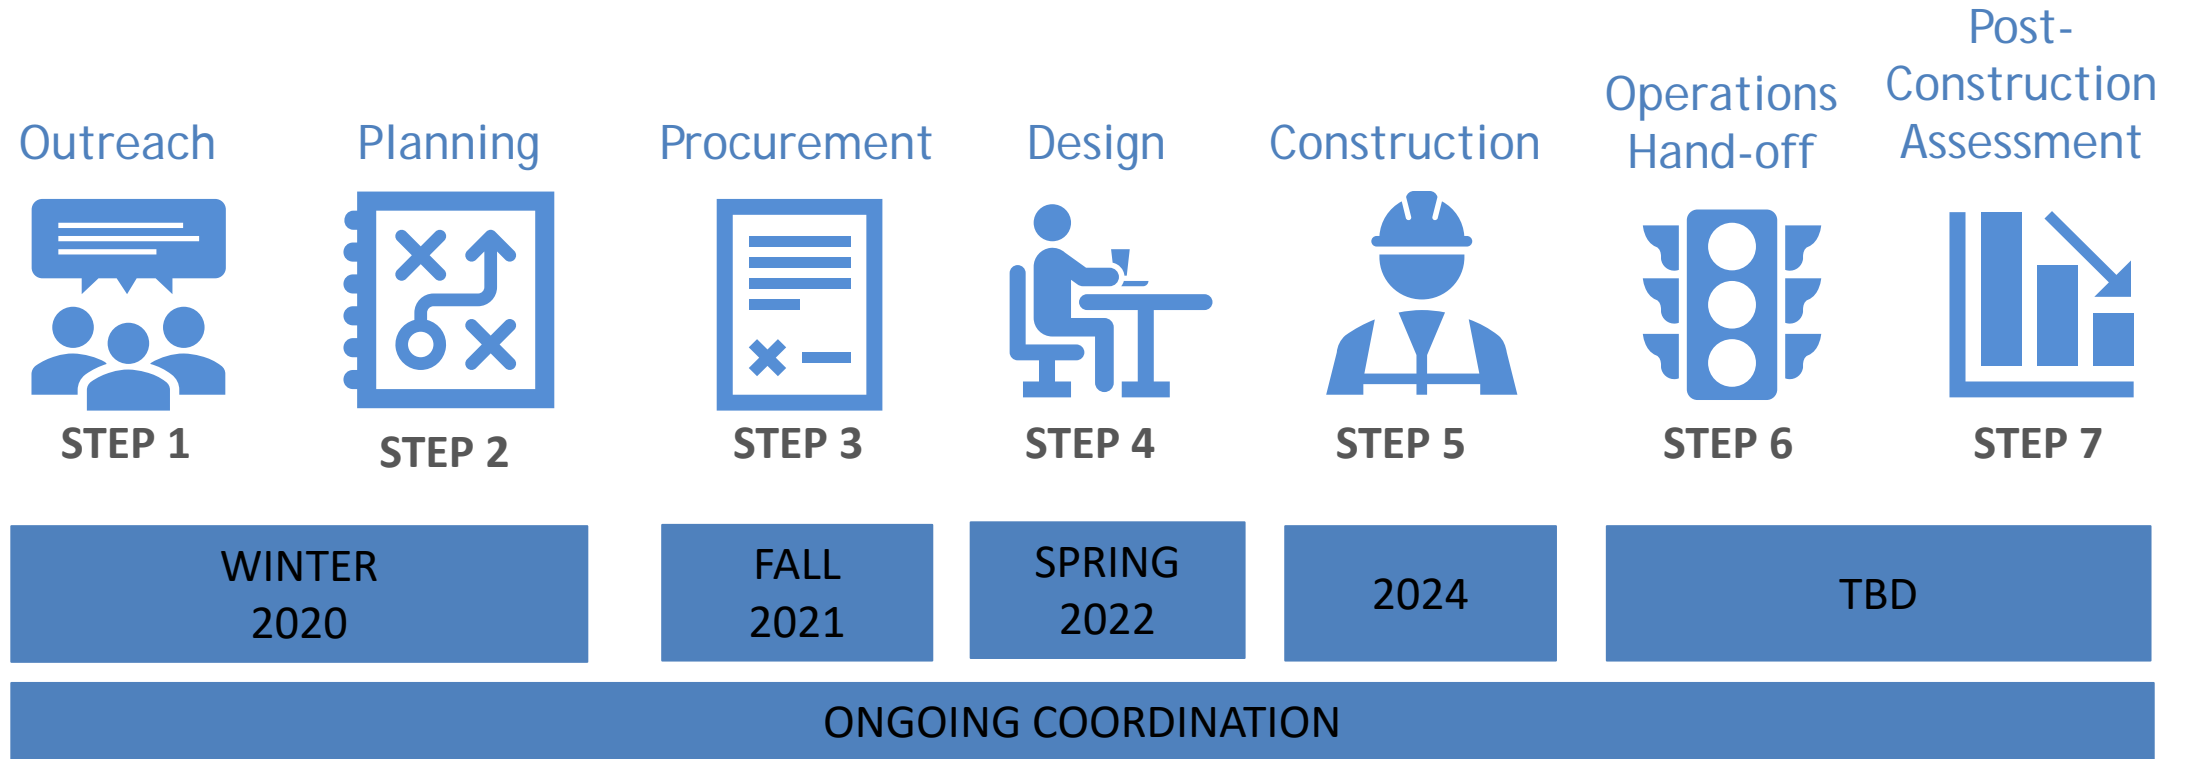 Outreach
Planning
Procurement
Design
Construction
Operations
Hand-off
Post-
Construction
Assessment
STEP 1
STEP 2
STEP 3
STEP 4
STEP 5
STEP 6
STEP 7
WINTER
2020
FALL
2021
SPRING
2022
2024
TBD
ONGOING COORDINATION